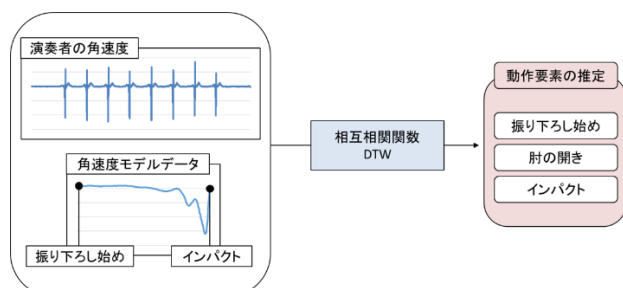 演奏者の角速度
角速度モデルデータ
振り下ろし始め
インパクト
相互相関関数
DTW
動作要素の推定
振り下ろし始め
肘の開き
インパクト